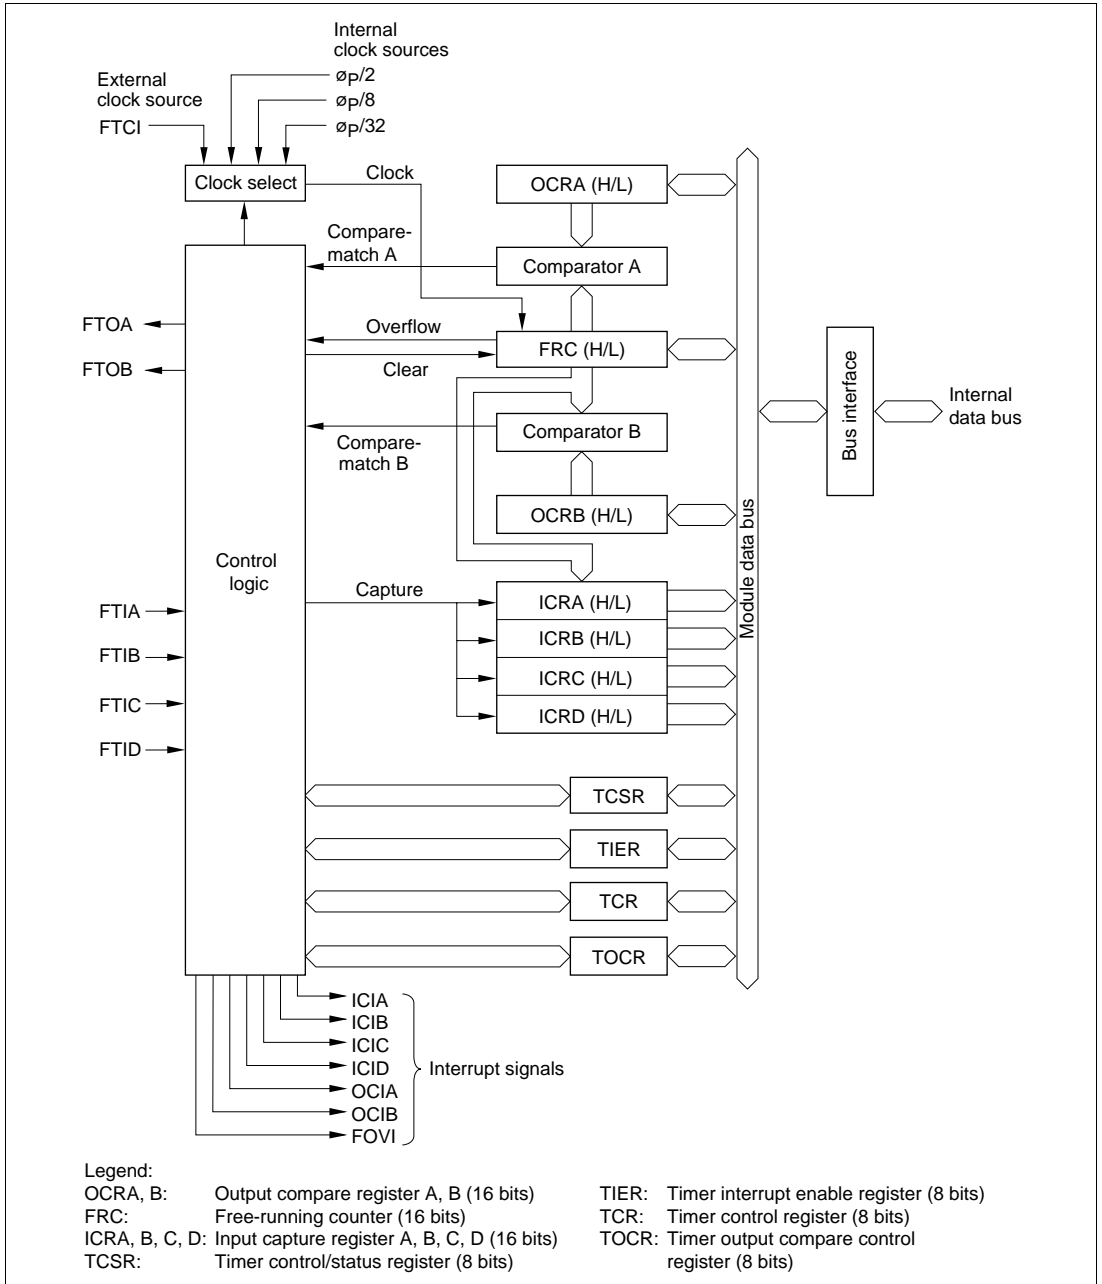 Internal
clock sources
øP/2
External
clock source
øP/8
FTCI
øP/32
Clock select
Clock
OCRA (H/L)
Compare-
match A
Comparator A
FTOA
Overflow
FRC (H/L)
FTOB
Clear
Bus interface
Internal
data bus
Comparator B
Compare-
match B
OCRB (H/L)
Module data bus
Control
logic
Capture
ICRA (H/L)
FTIA
ICRB (H/L)
FTIB
ICRC (H/L)
FTIC
ICRD (H/L)
FTID
TCSR
TIER
TCR
TOCR
ICIA
ICIB
ICIC
ICID
Interrupt signals
OCIA
OCIB
FOVI
Legend:
OCRA, B: Output compare register A, B (16 bits)
FRC: Free-running counter (16 bits)
ICRA, B, C, D: Input capture register A, B, C, D (16 bits)
TCSR: Timer control/status register (8 bits)
TIER: Timer interrupt enable register (8 bits)
TCR: Timer control register (8 bits)
TOCR: Timer output compare control
register (8 bits)